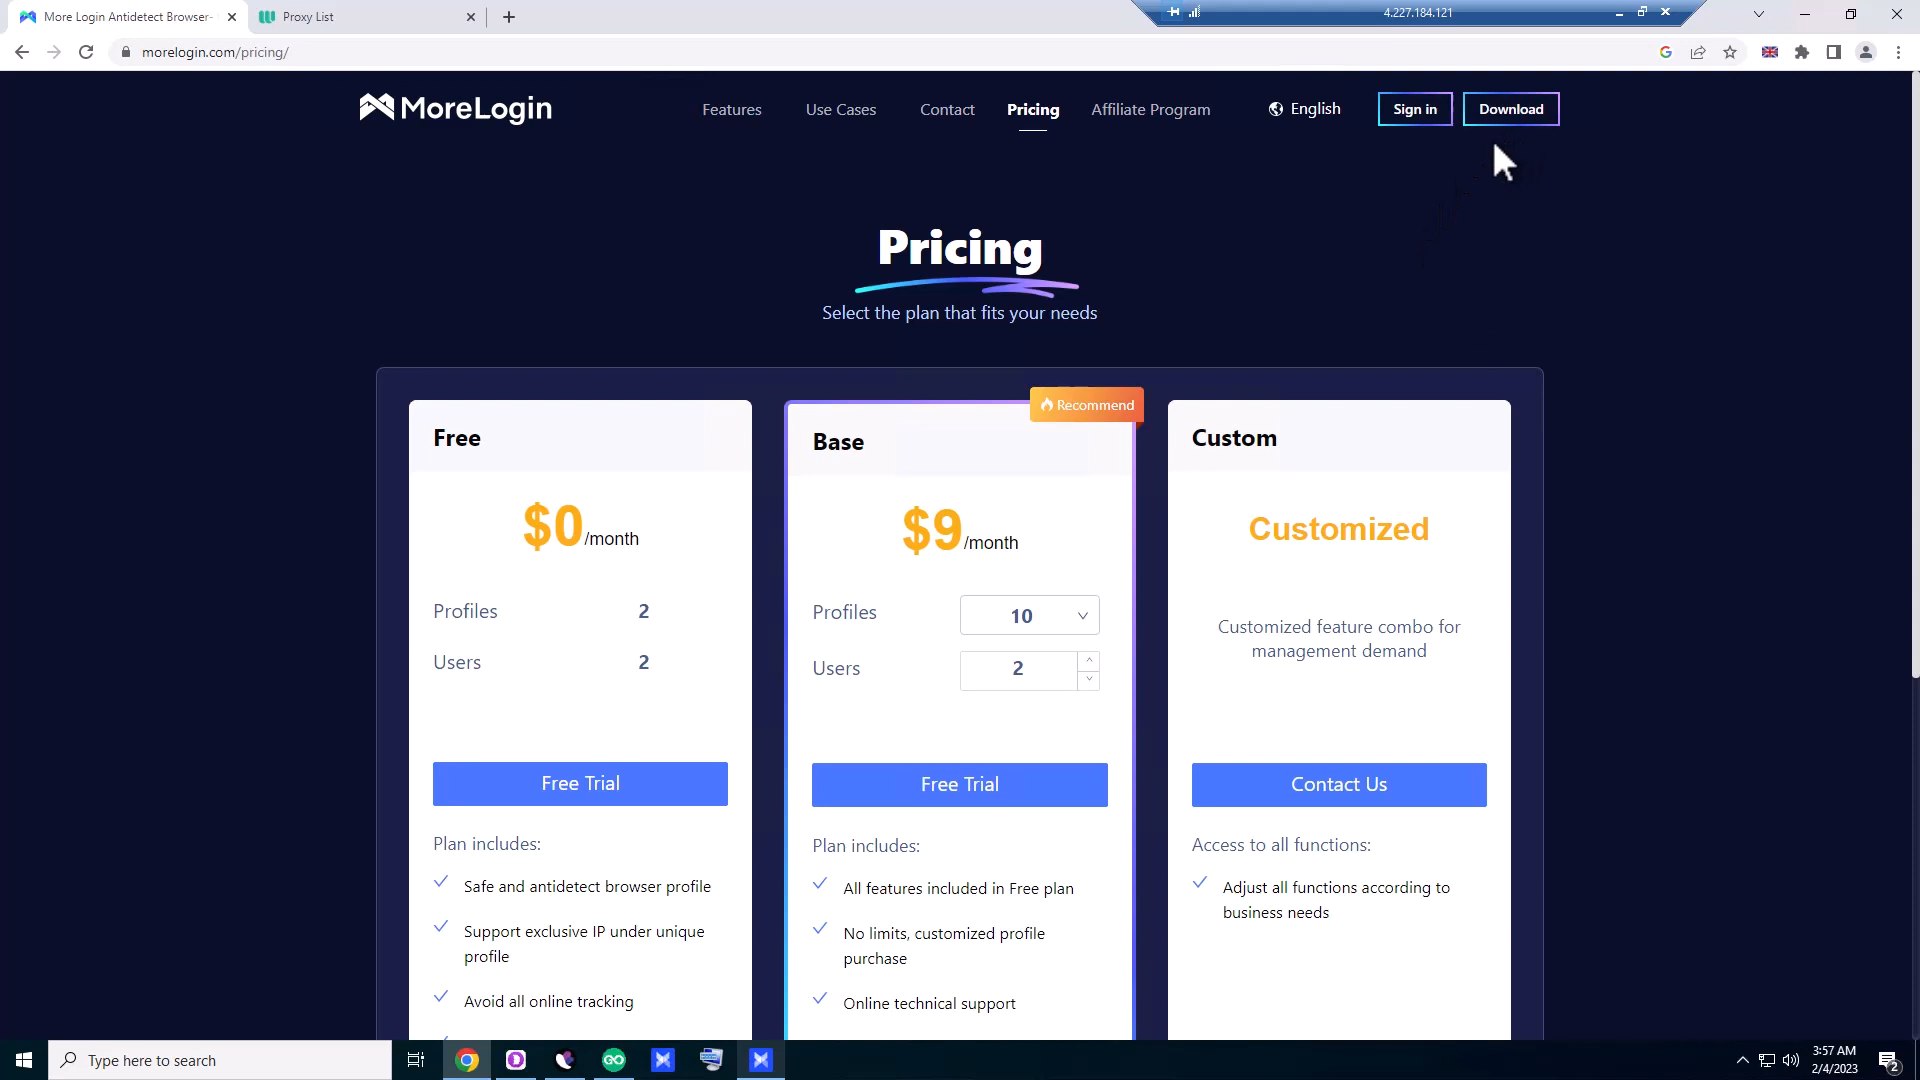 More Login Antidetect Browser-
Proxy List
4.227.184.121
morelogin.com/pricing/
MoreLogin
Features
Use Cases
Contact
Pricing
Affiliate Program
English
Sign in
Download
Pricing
Select the plan that fits your needs
Free
$0/month
Profiles 2
Users 2
Free Trial
Plan includes:
Safe and antidetect browser profile
Support exclusive IP under unique
profile
Avoid all online tracking
Recommend
Base
$9/month
Profiles 10
Users 2
Free Trial
Plan includes:
All features included in Free plan
No limits, customized profile
purchase
Online technical support
Custom
Customized
Customized feature combo for
management demand
Contact Us
Access to all functions:
Adjust all functions according to
business needs
Type here to search
GO
3:57 AM
2/4/2023
2